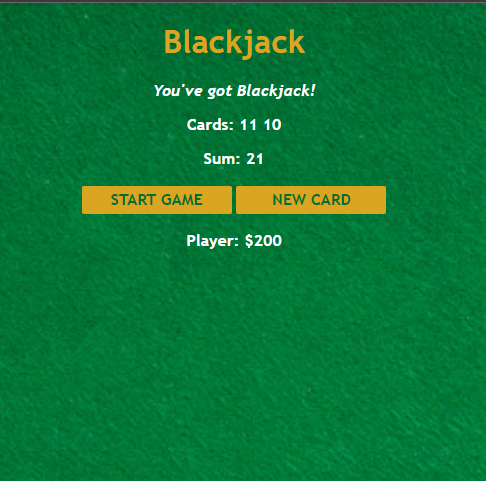 Blackjack
You've got Blackjack!
Cards: 11 10
Sum: 21
START GAME NEW CARD
Player: $200